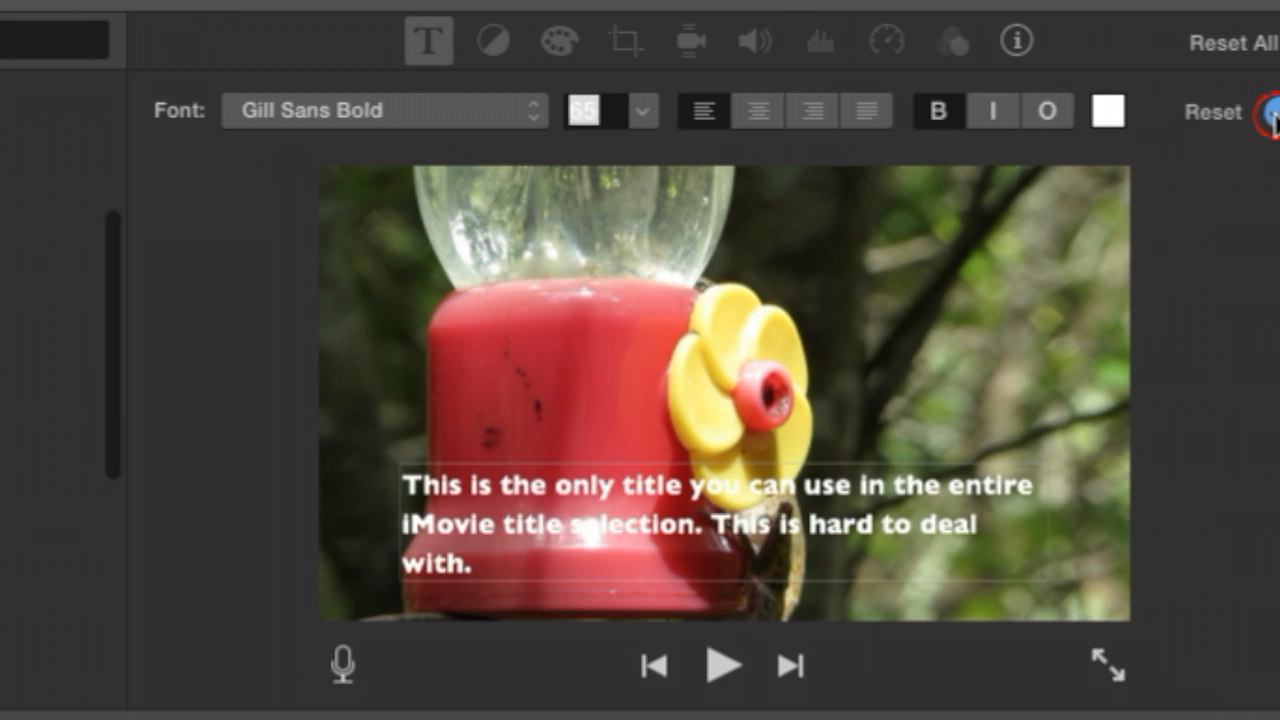 T
Reset All
Font:
Gill Sans Bold
65
B
I
O
Reset
This is the only title you can use in the entire
iMovie title selection. This is hard to deal
with.